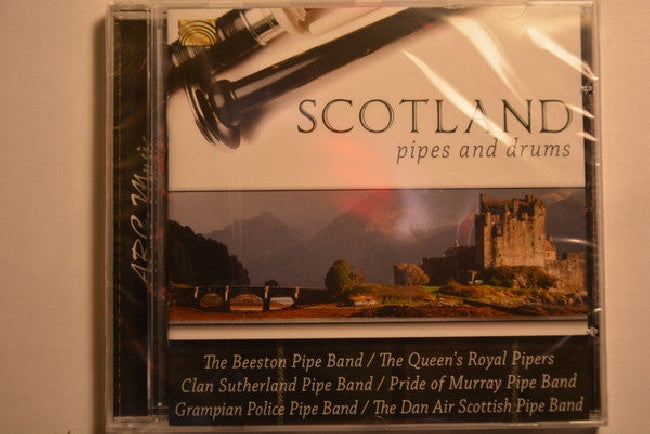 SCOTLAND
pipes and drums
ARC Music
The Beeston Pipe Band / The Queen's Royal Pipers
Clan Sutherland Pipe Band / Pride of Murray Pipe Band
Grampian Police Pipe Band / The Dan Air Scottish Pipe Band